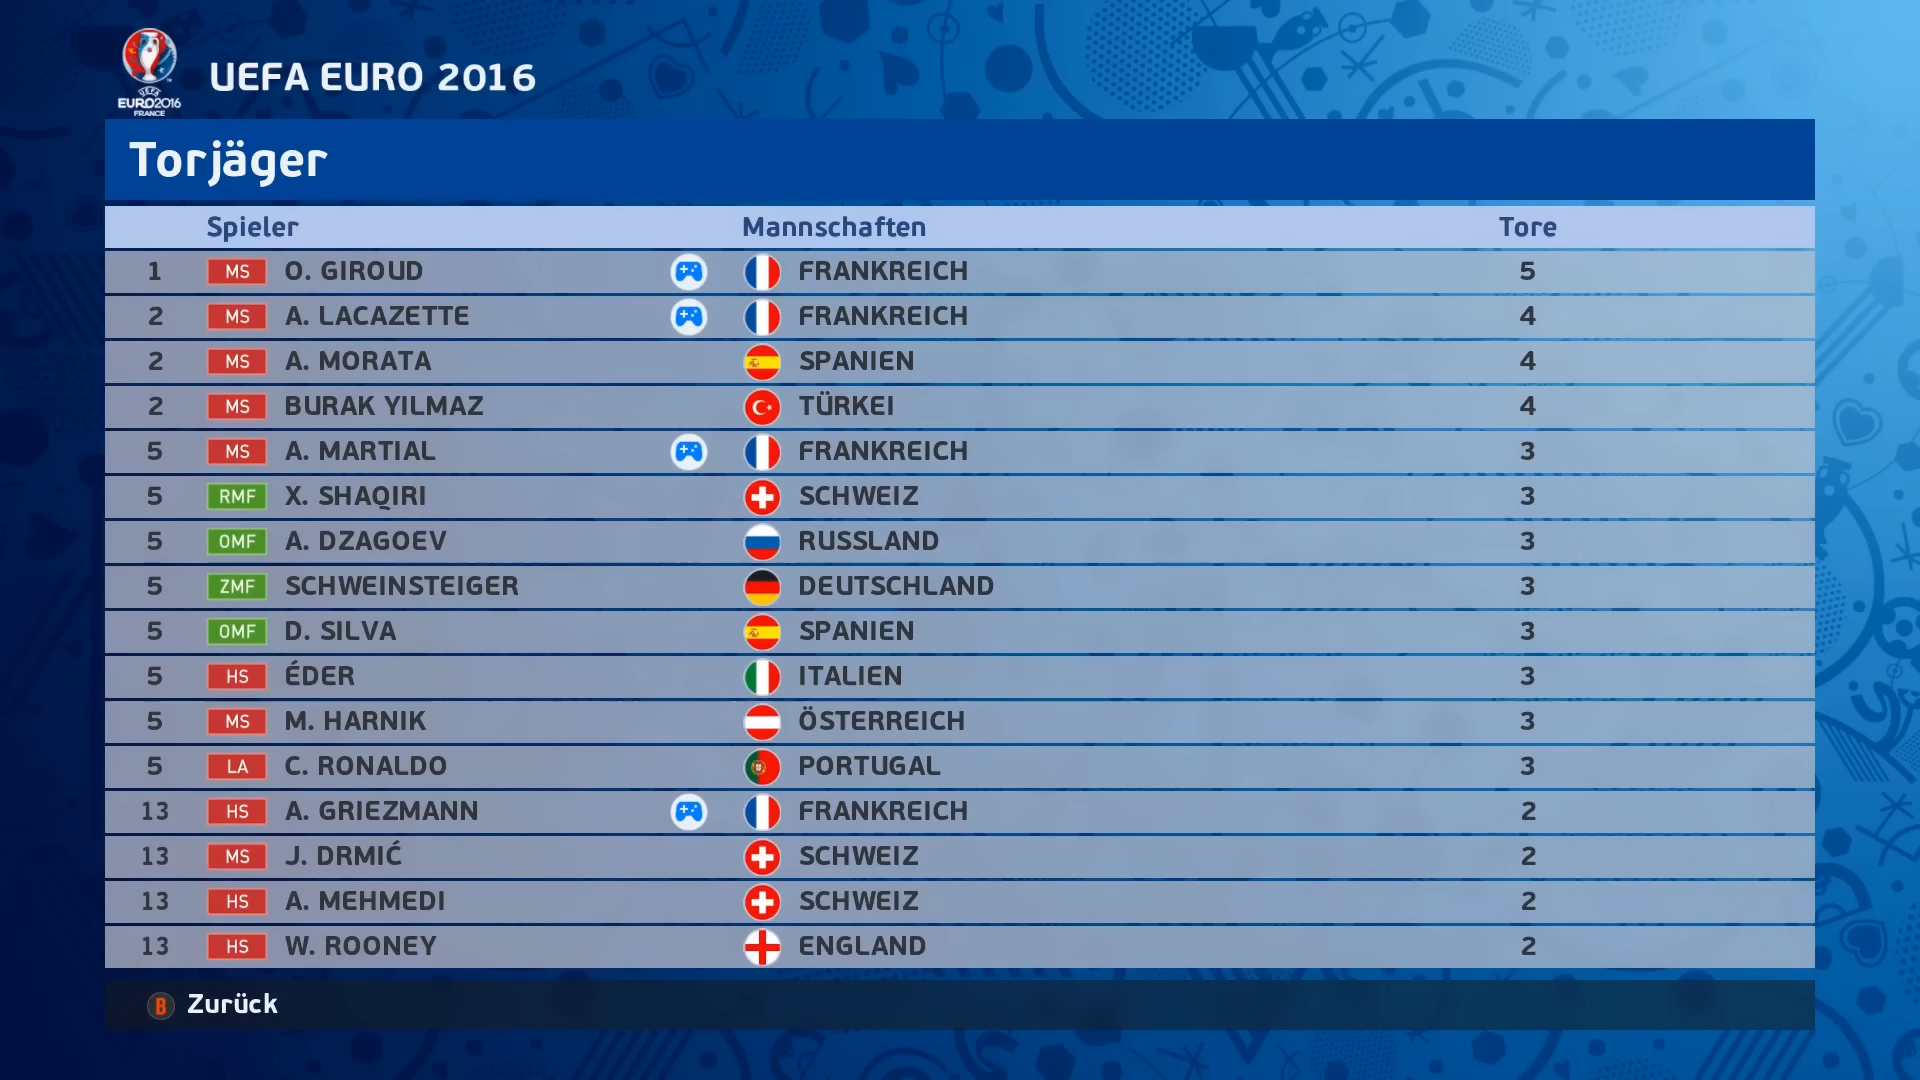 UEFA EURO 2016
UEFA
EURO2016
FRANCE
Torjäger
Spieler Mannschaften Tore
1 MS O. GIROUD FRANKREICH 5
2 MS A. LACAZETTE FRANKREICH 4
2 MS A. MORATA SPANIEN 4
2 MS BURAK YILMAZ TÜRKEI 4
5 MS A. MARTIAL FRANKREICH 3
5 RMF X. SHAQIRI SCHWEIZ 3
5 OMF A. DZAGOEV RUSSLAND 3
5 ZMF SCHWEINSTEIGER DEUTSCHLAND 3
5 OMF D. SILVA SPANIEN 3
5 HS ÉDER ITALIEN 3
5 MS M. HARNIK ÖSTERREICH 3
5 LA C. RONALDO PORTUGAL 3
13 HS A. GRIEZMANN FRANKREICH 2
13 MS J. DRMIĆ SCHWEIZ 2
13 HS A. MEHMEDI SCHWEIZ 2
13 HS W. ROONEY ENGLAND 2
B Zurück